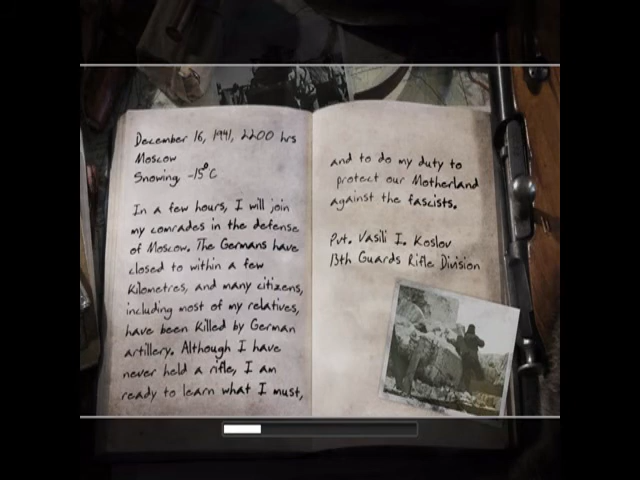 December 16, 1941, 2200 hrs
Moscow
Snowing, -15°C
In a few hours, I will join
my comrades in the defense
of Moscow. The Germans have
closed to within a few
Kilometres, and many citizens,
including most of my relatives,
have been killed by German
artillery. Although I have
never held a rifle, I am
ready to learn what I must,
and to do my duty to
protect our Motherland
against the fascists.
Pvt. Vasili I. Koslov
13th Guards Rifle Division